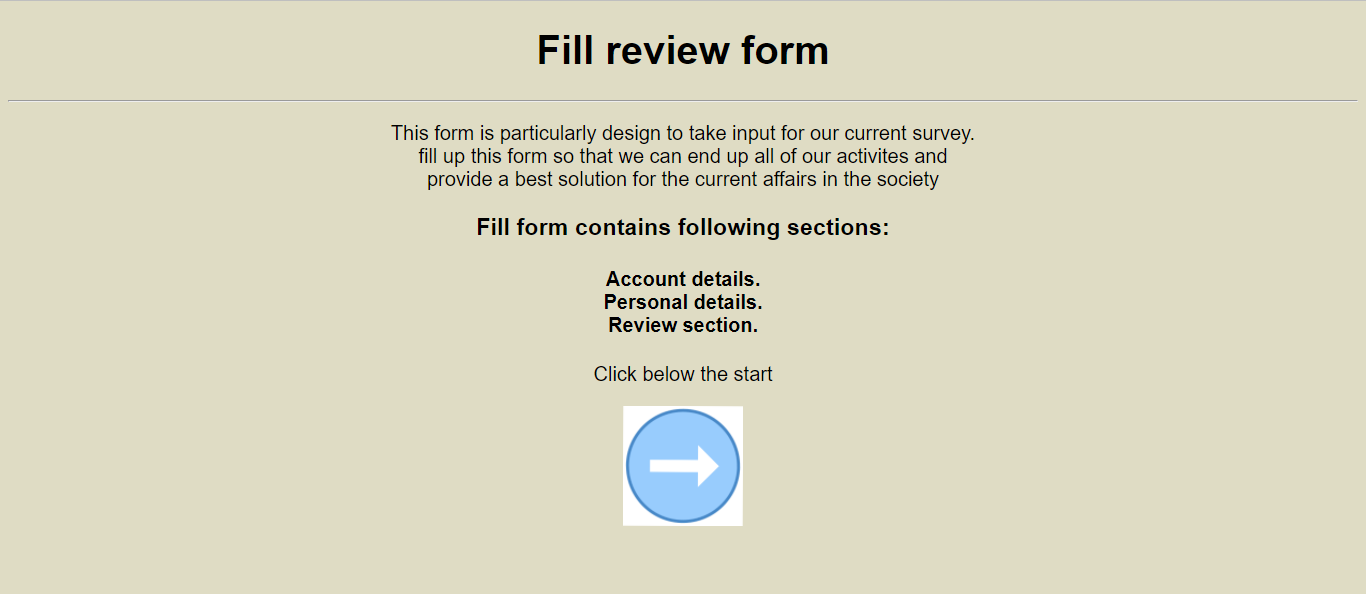 Fill review form
This form is particularly design to take input for our current survey.
fill up this form so that we can end up all of our activites and
provide a best solution for the current affairs in the society
Fill form contains following sections:
Account details.
Personal details.
Review section.
Click below the start